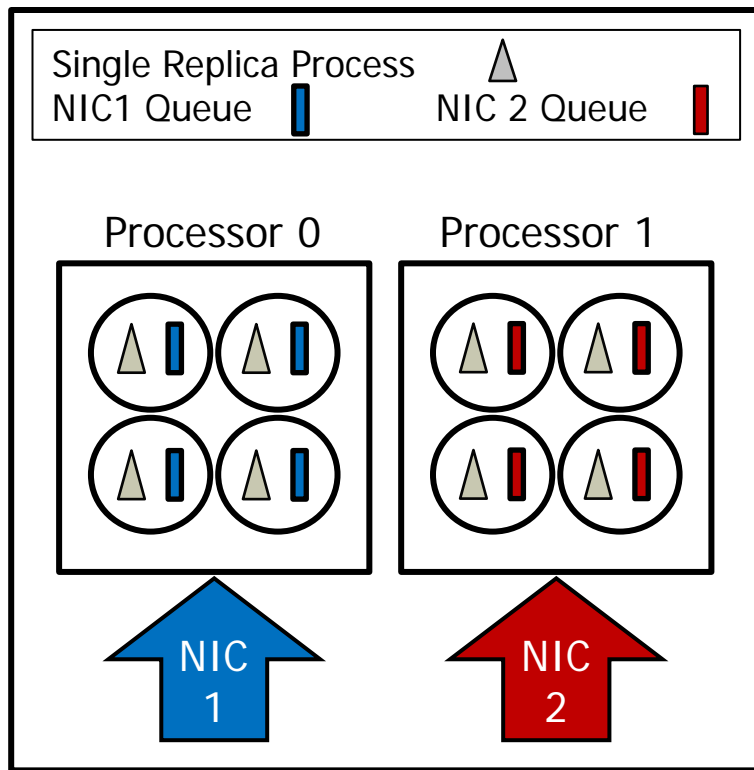 Single Replica Process
NIC1 Queue NIC 2 Queue
Processor 0 Processor 1
NIC
1
NIC
2